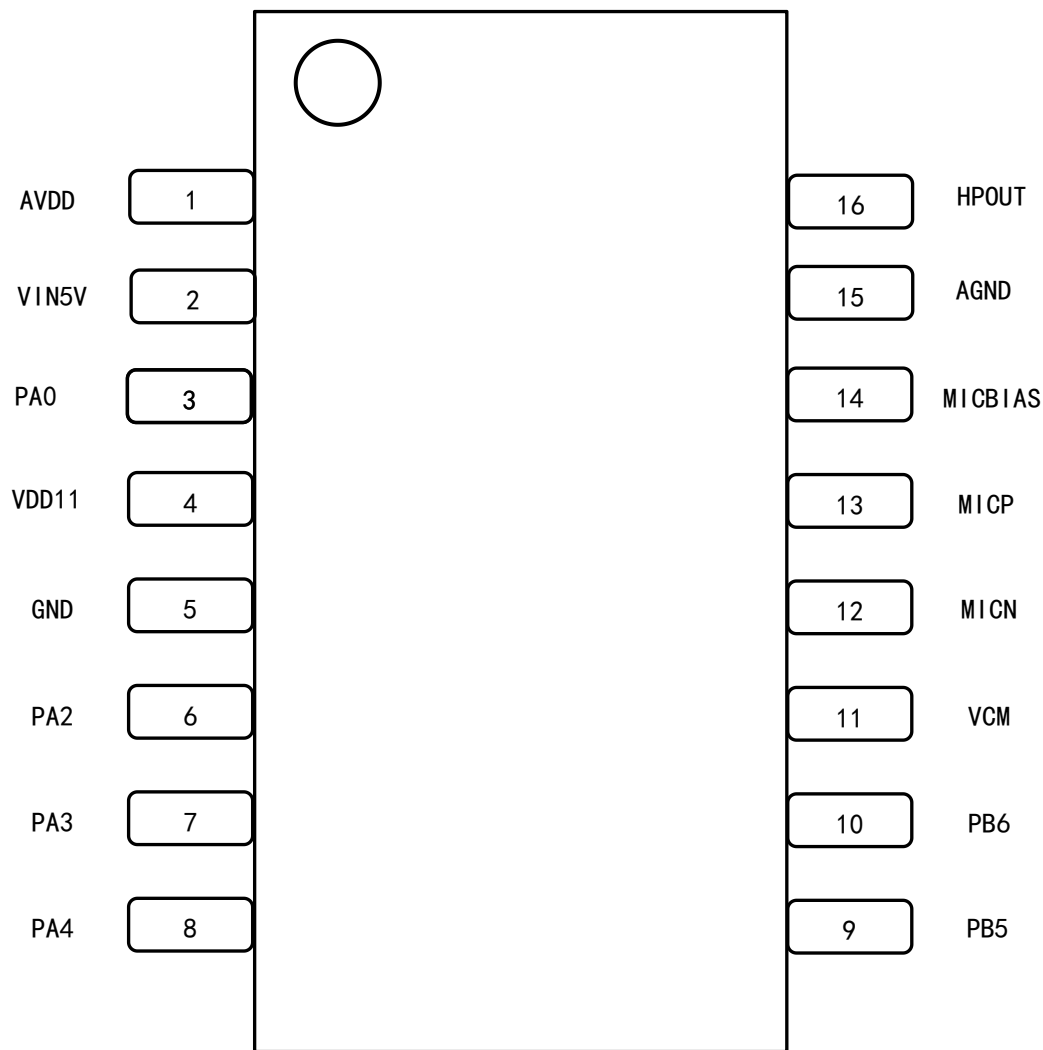 AVDD 1 16 HPOUT
VIN5V 2 15 AGND
PA0 3 14 MICBIAS
VDD11 4 13 MICP
GND 5 12 MICN
PA2 6 11 VCM
PA3 7 10 PB6
PA4 8 9 PB5